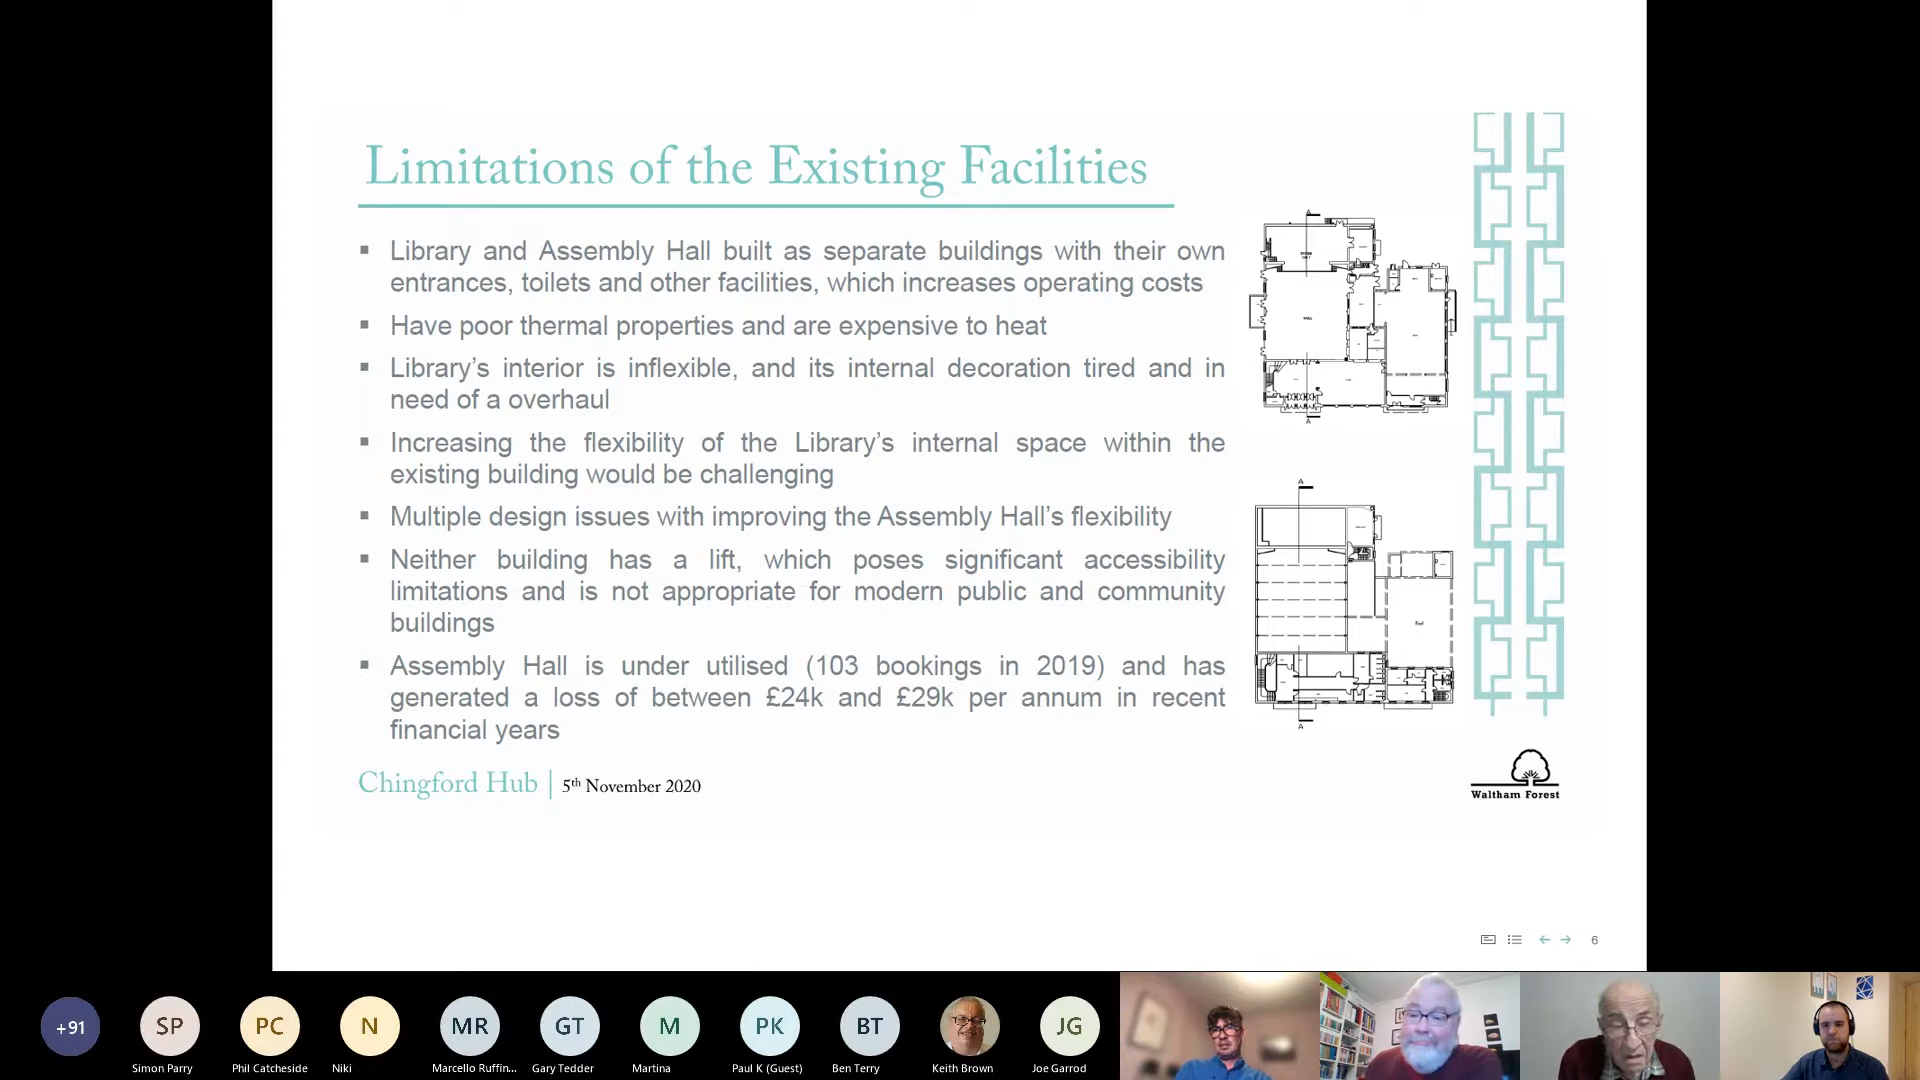 Limitations of the Existing Facilities
▪ Library and Assembly Hall built as separate buildings with their own
entrances, toilets and other facilities, which increases operating costs
▪ Have poor thermal properties and are expensive to heat
▪ Library’s interior is inflexible, and its internal decoration tired and in
need of a overhaul
▪ Increasing the flexibility of the Library’s internal space within the
existing building would be challenging
▪ Multiple design issues with improving the Assembly Hall’s flexibility
▪ Neither building has a lift, which poses significant accessibility
limitations and is not appropriate for modern public and community
buildings
▪ Assembly Hall is under utilised (103 bookings in 2019) and has
generated a loss of between £24k and £29k per annum in recent
financial years
Chingford Hub | 5th November 2020
A
HALL
A
A
A
Waltham Forest
6
+91
SP
PC
N
MR
GT
M
PK
BT
JG
Simon Parry
Phil Catcheside
Niki
Marcello Ruffin...
Gary Tedder
Martina
Paul K (Guest)
Ben Terry
Keith Brown
Joe Garrod